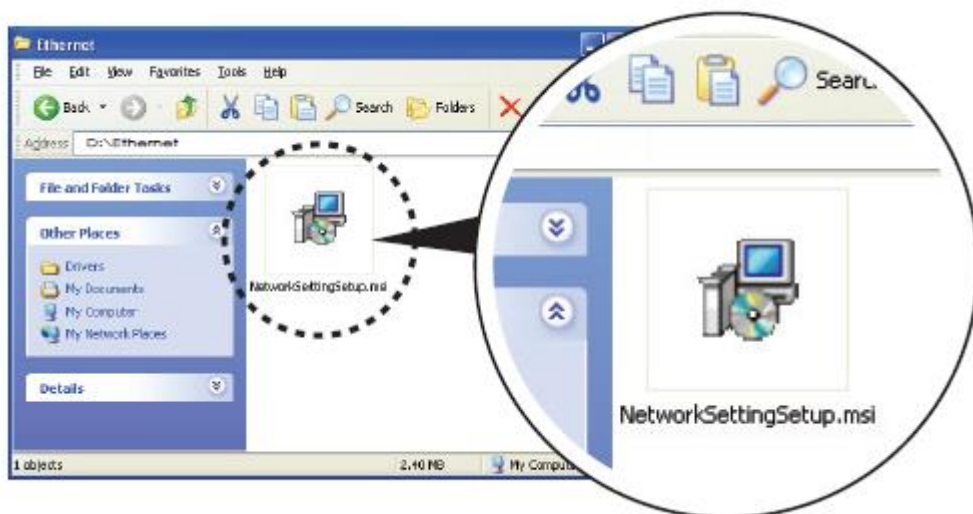 Ethernet
File Edit View Favorites Tools Help
Back Search Folders
Address D:\Ethernet
File and Folder Tasks
Other Places
Drivers
My Documents
My Computer
My Network Places
Details
NetworkSettingSetup.msi
1 objects 2.40 MB My Compu
Searc
NetworkSettingSetup.msi